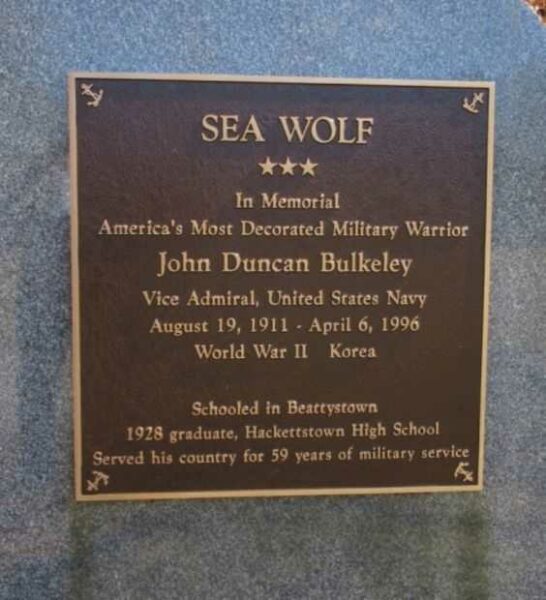 SEA WOLF
★★★
In Memorial
America's Most Decorated Military Warrior
John Duncan Bulkeley
Vice Admiral, United States Navy
August 19, 1911 - April 6, 1996
World War II Korea
Schooled in Beattystown
1928 graduate, Hackettstown High School
Served his country for 59 years of military service